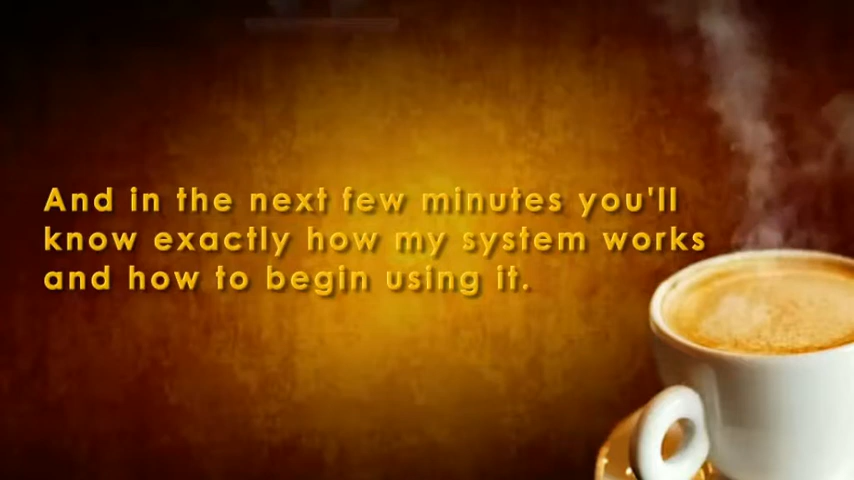 And in the next few minutes you'll
know exactly how my system works
and how to begin using it.